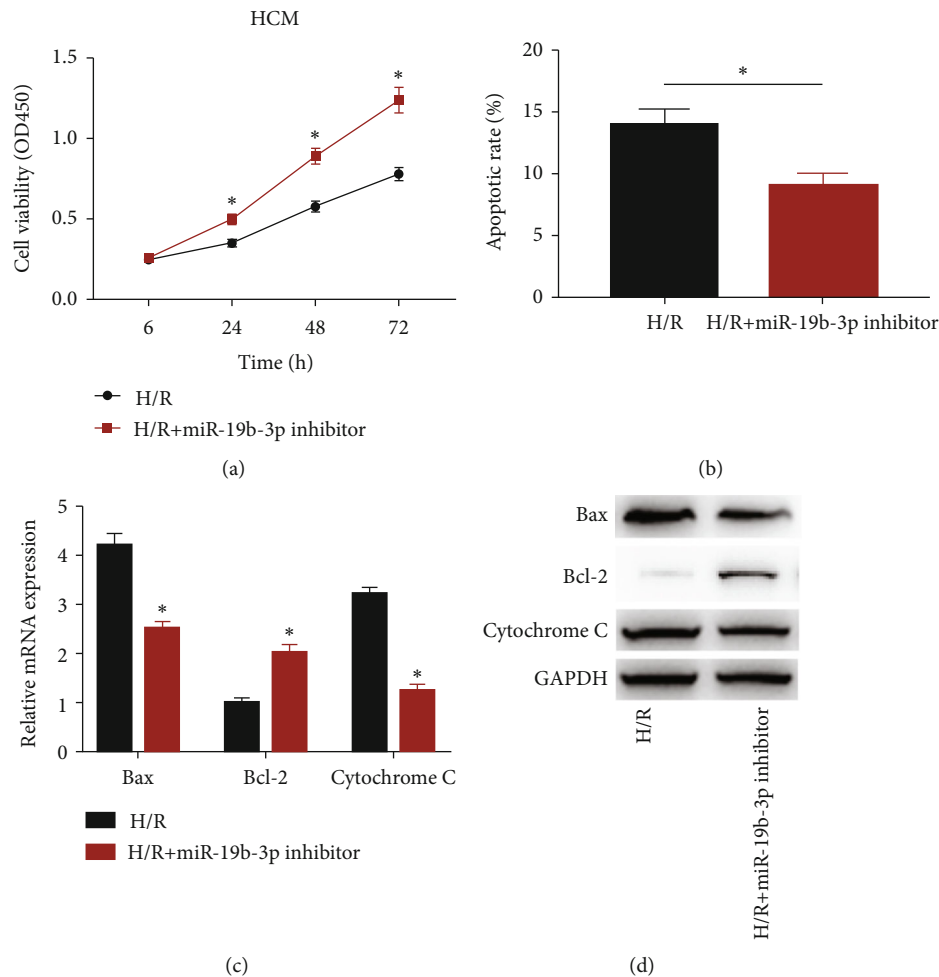 HCM
Cell viability (OD450)
1.5
1.0
0.5
0.0
*
*
*
6 24 48 72
Time (h)
H/R
H/R+miR-19b-3p inhibitor
(a)
Apoptotic rate (%)
20
15
10
5
0
*
H/R H/R+miR-19b-3p inhibitor
(b)
Relative mRNA expression
5
4
3
2
1
0
*
*
*
Bax Bcl-2 Cytochrome C
H/R
H/R+miR-19b-3p inhibitor
(c)
Bax
Bcl-2
Cytochrome C
GAPDH
H/R
H/R+miR-19b-3p inhibitor
(d)